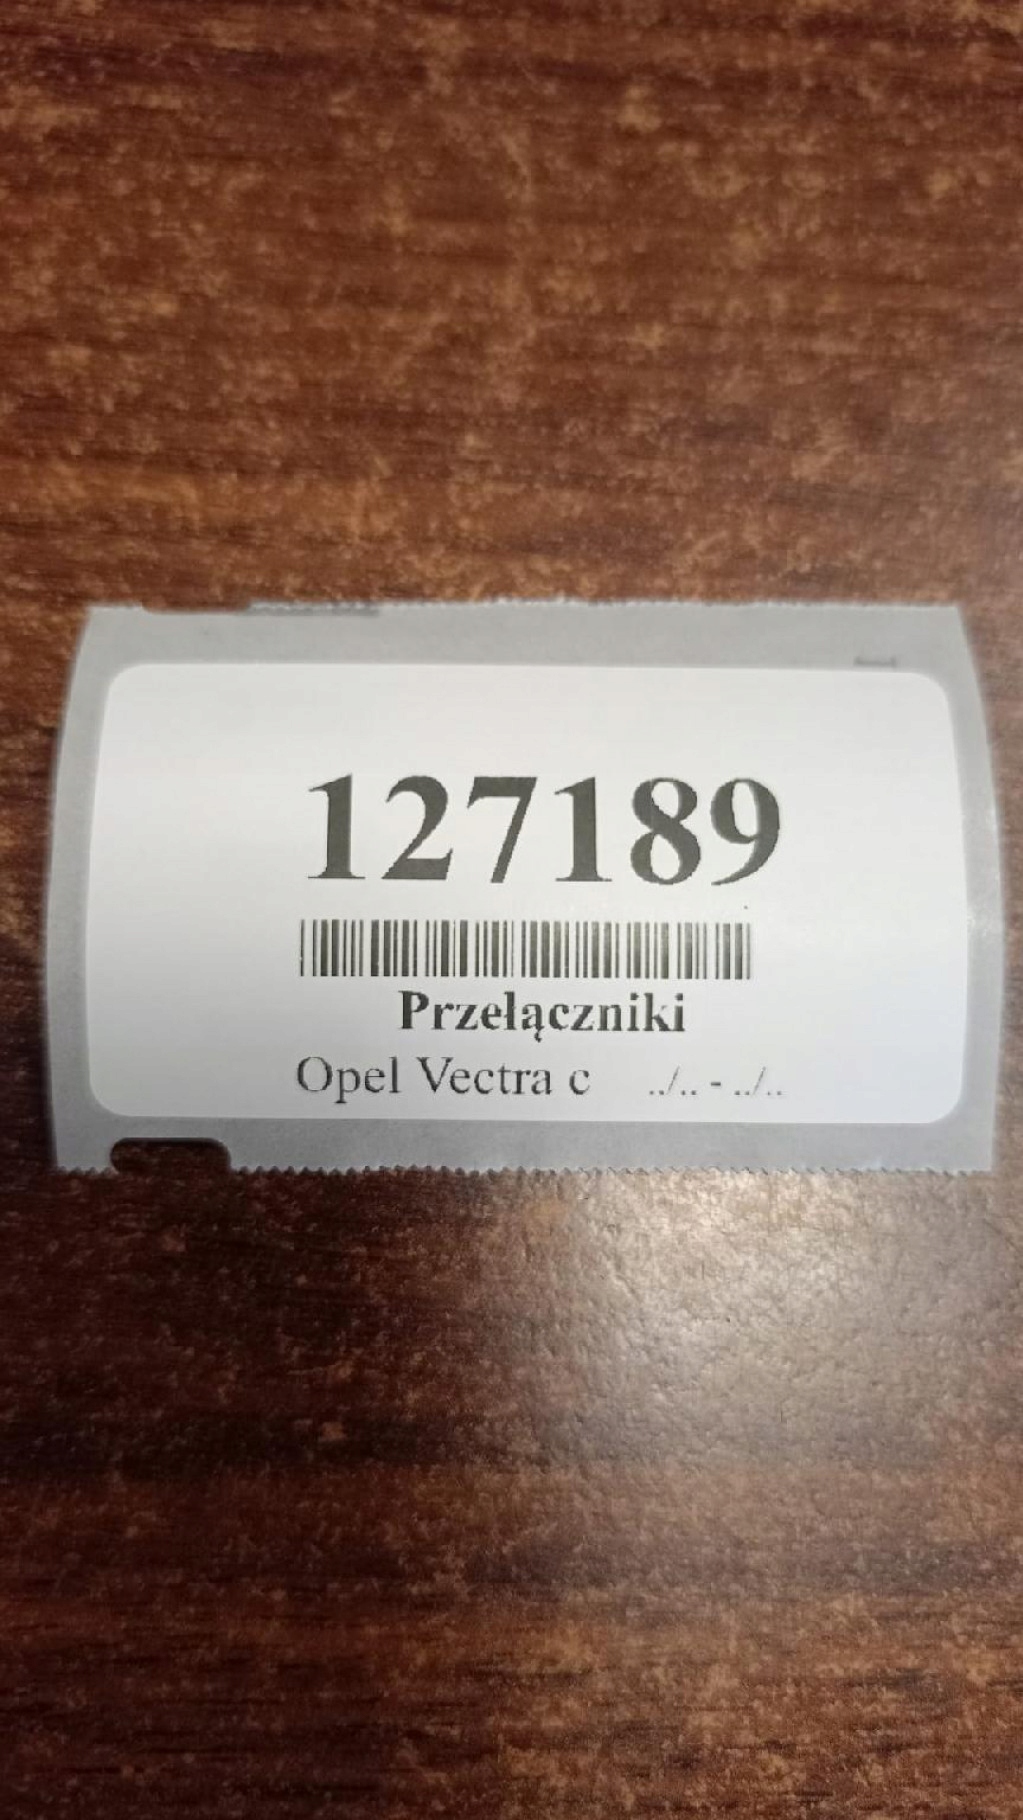 127189
Przełączniki
Opel Vectra c ../.. - ../..